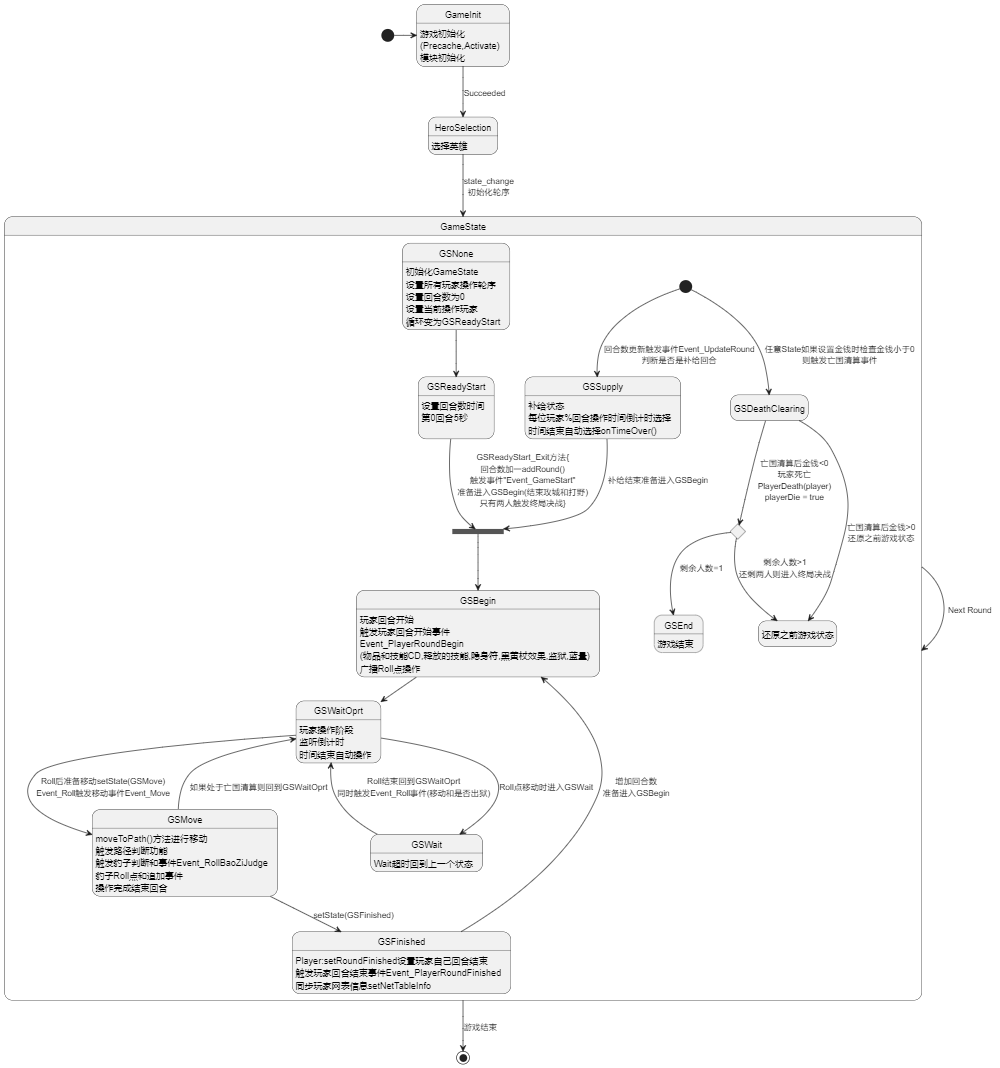 GameInit
游戏初始化
(Precache,Activate)
模块初始化
Succeeded
HeroSelection
选择英雄
state_change
初始化轮序
GameState
GSNone
初始化GameState
设置所有玩家操作轮序
设置回合数为0
设置当前操作玩家
循环变为GSReadyStart
回合数更新触发事件Event_UpdateRound
判断是否是补给回合
任意State如果设置金钱时检查金钱小于0
则触发亡国清算事件
GSReadyStart
设置回合数时间
第0回合5秒
GSSupply
补给状态
每位玩家%回合操作时间倒计时选择
时间结束自动选择onTimeOver()
GSDeathClearing
GSReadyStart_Exit方法{
回合数加一addRound()
触发事件"Event_GameStart"
准备进入GSBegin(结束攻城和打野)
只有两人触发终局决战}
补给结束准备进入GSBegin
亡国清算后金钱<0
玩家死亡
PlayerDeath(player)
playerDie = true
亡国清算后金钱>0
还原之前游戏状态
剩余人数=1
剩余人数>1
还剩两人则进入终局决战
GSBegin
玩家回合开始
触发玩家回合开始事件
Event_PlayerRoundBegin
(物品和技能CD,释放的技能,隐身符,黑黄杖效果,监狱,蓝量)
广播Roll点操作
GSEnd
游戏结束
还原之前游戏状态
Next Round
GSWaitOprt
玩家操作阶段
监听倒计时
时间结束自动操作
Roll后准备移动setState(GSMove)
Event_Roll触发移动事件Event_Move
如果处于亡国清算则回到GSWaitOprt
Roll结束回到GSWaitOprt
同时触发Event_Roll事件(移动和是否出狱)
Roll点移动时进入GSWait
增加回合数
准备进入GSBegin
GSMove
moveToPath()方法进行移动
触发路径判断功能
触发豹子判断和事件Event_RollBaoZiJudge
豹子Roll点和追加事件
操作完成结束回合
GSWait
Wait超时回到上一个状态
setState(GSFinished)
GSFinished
Player:setRoundFinished设置玩家自己回合结束
触发玩家回合结束事件Event_PlayerRoundFinished
同步玩家网表信息setNetTableInfo
游戏结束